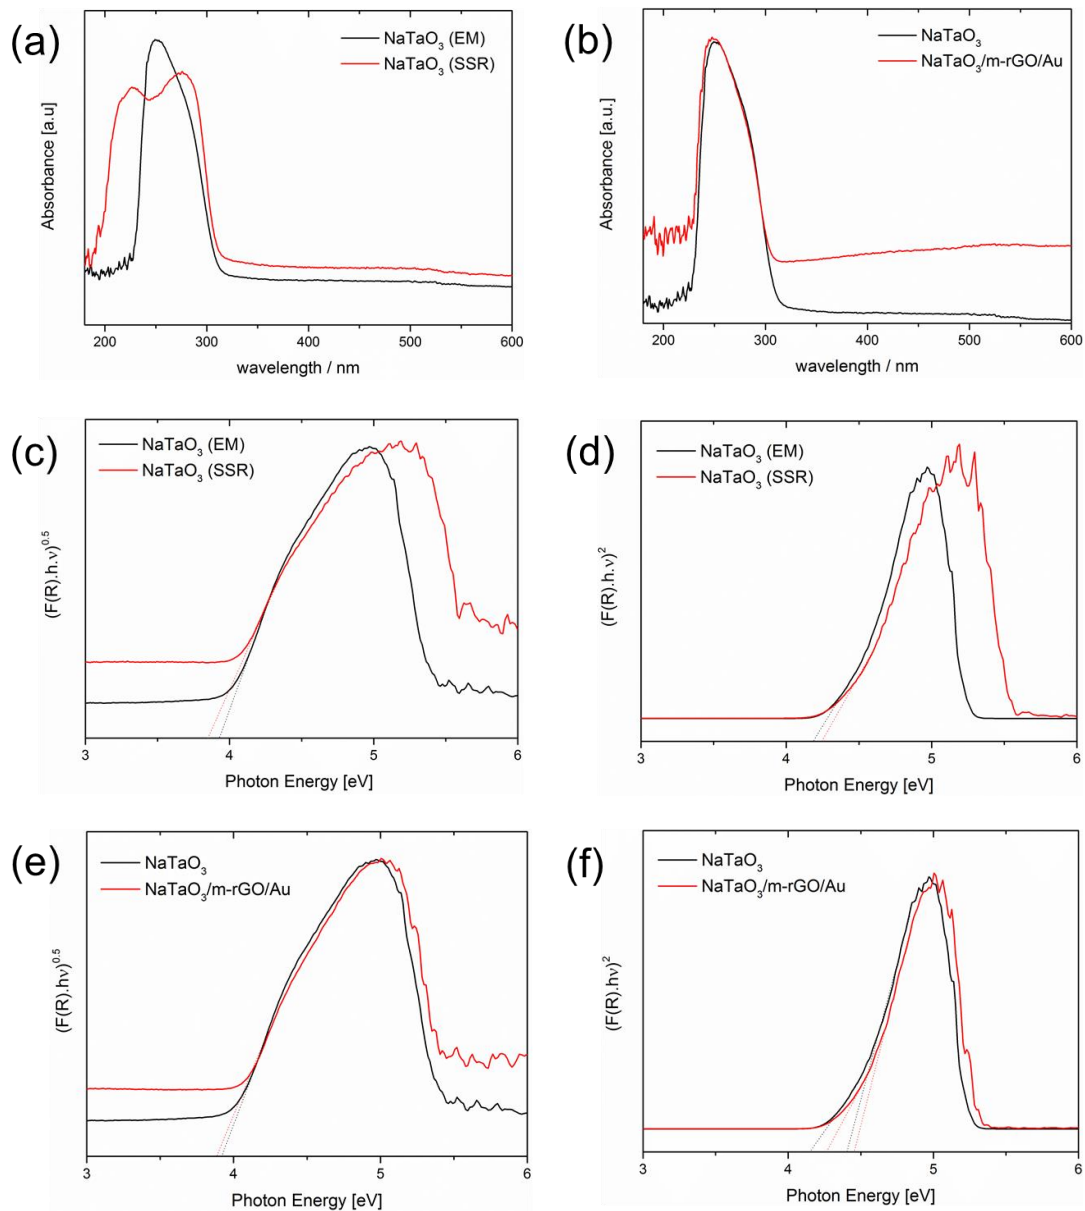 (a)
NaTaO₃ (EM)
NaTaO₃ (SSR)
Absorbance [a.u]
200 300 400 500 600
wavelength / nm
(b)
NaTaO₃
NaTaO₃/m-rGO/Au
Absorbance [a.u.]
200 300 400 500 600
wavelength / nm
(c)
NaTaO₃ (EM)
NaTaO₃ (SSR)
(F(R).h.ν)⁰·⁵
3 4 5 6
Photon Energy [eV]
(d)
NaTaO₃ (EM)
NaTaO₃ (SSR)
(F(R).h.ν)²
3 4 5 6
Photon Energy [eV]
(e)
NaTaO₃
NaTaO₃/m-rGO/Au
(F(R).hν)⁰·⁵
3 4 5 6
Photon Energy [eV]
(f)
NaTaO₃
NaTaO₃/m-rGO/Au
(F(R).hν)²
3 4 5 6
Photon Energy [eV]